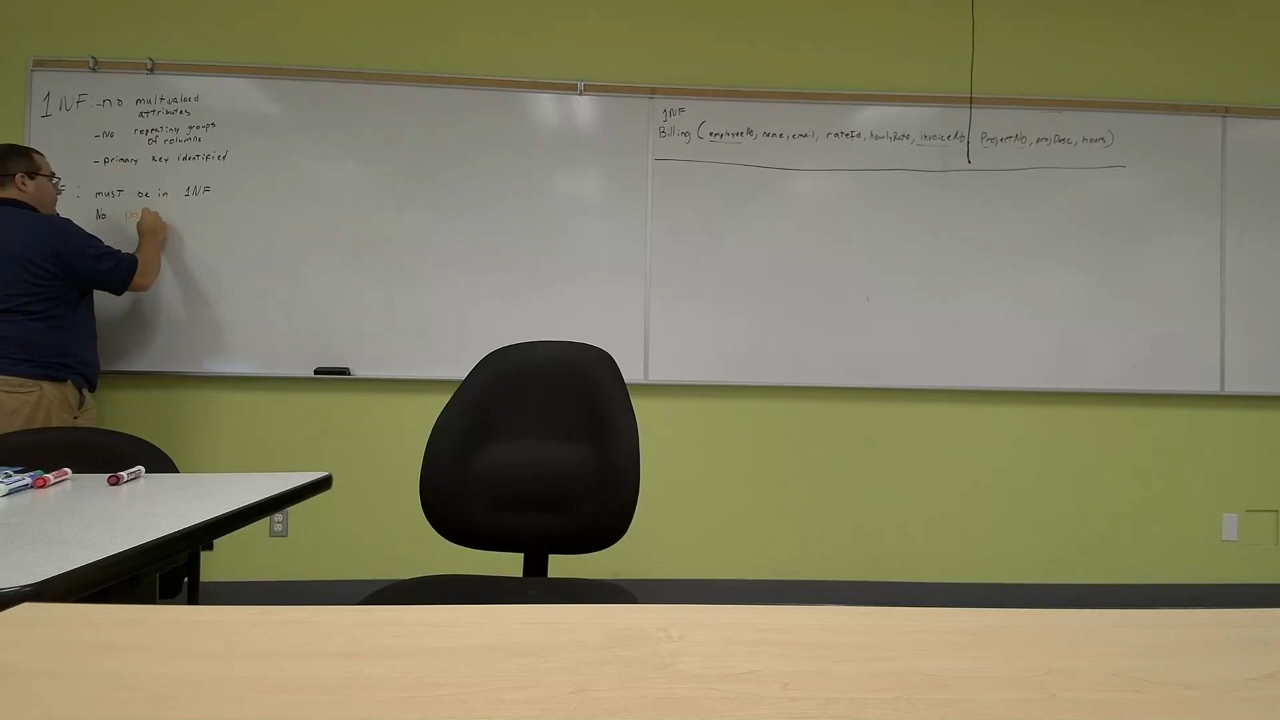 1NF: -no multivalued
attributes
-No repeating groups
of columns
-primary key identified
F: must be in 1NF
No
1NF
Billing (employeeNo, name, email, rateId, hourlyRate, invoiceNo, ProjectNo, projDesc, hours)